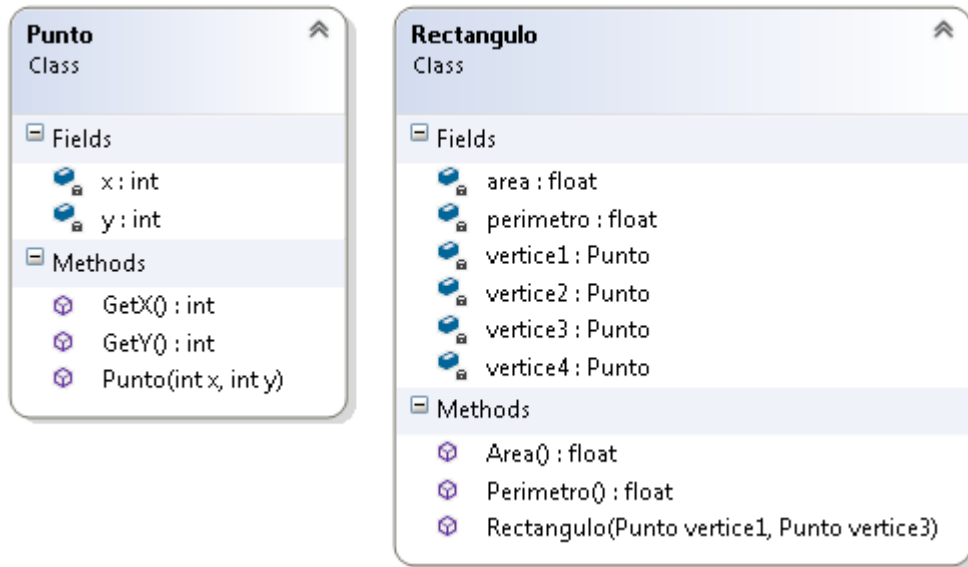 Punto
Class
Fields
x : int
y : int
Methods
GetX() : int
GetY() : int
Punto(int x, int y)
Rectangulo
Class
Fields
area : float
perimetro : float
vertice1 : Punto
vertice2 : Punto
vertice3 : Punto
vertice4 : Punto
Methods
Area() : float
Perimetro() : float
Rectangulo(Punto vertice1, Punto vertice3)